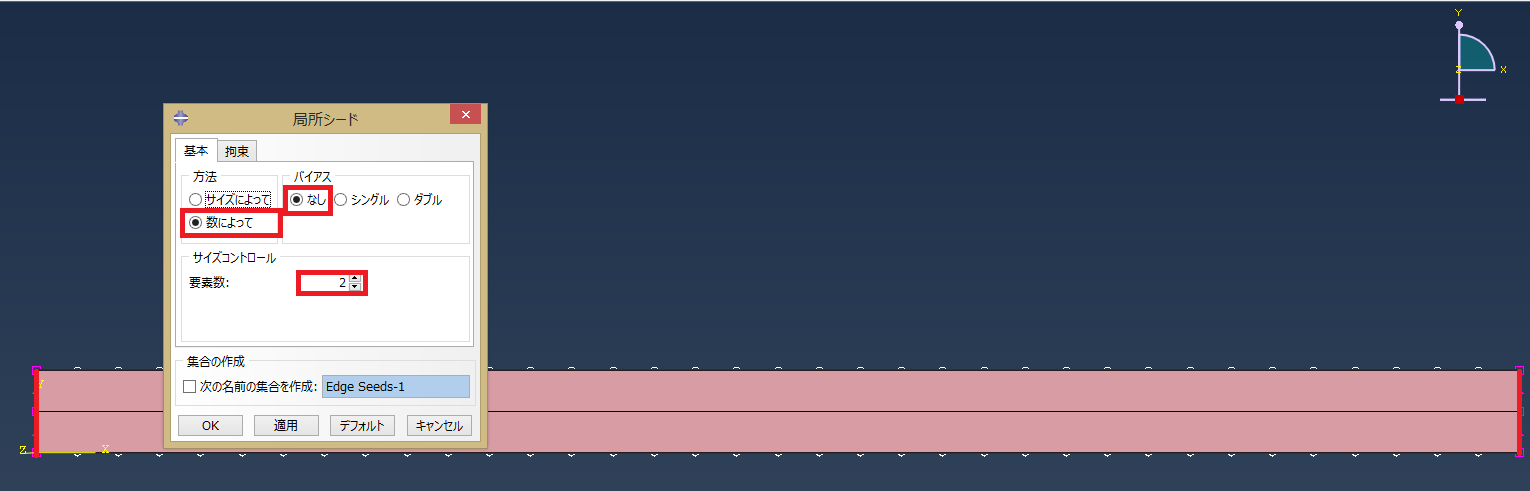 Y
Z X
局所シード
基本 拘束
方法 バイアス
サイズによって なし シングル ダブル
数によって
サイズコントロール
要素数: 2
集合の作成
次の名前の集合を作成: Edge Seeds-1
OK 適用 デフォルト キャンセル
Y
Z X